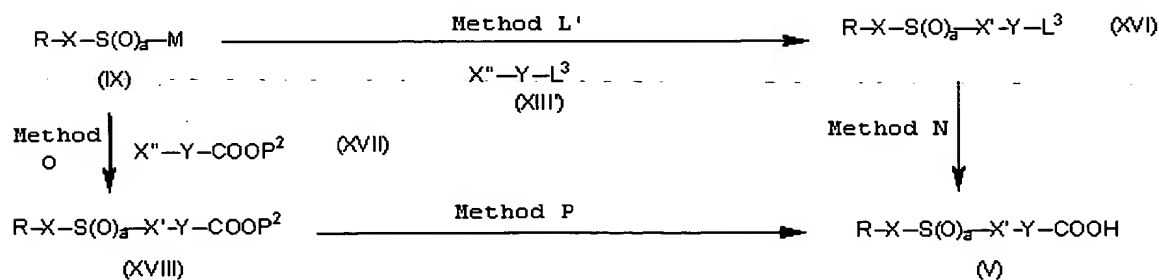 R-X-S(O)a-M Method L' R-X-S(O)a-X'-Y-L3 (XVI)
(IX) X"-Y-L3
(XIII')
Method O X"-Y-COOP2 (XVII) Method N
R-X-S(O)a-X'-Y-COOP2 Method P R-X-S(O)a-X'-Y-COOH
(XVIII) (V)